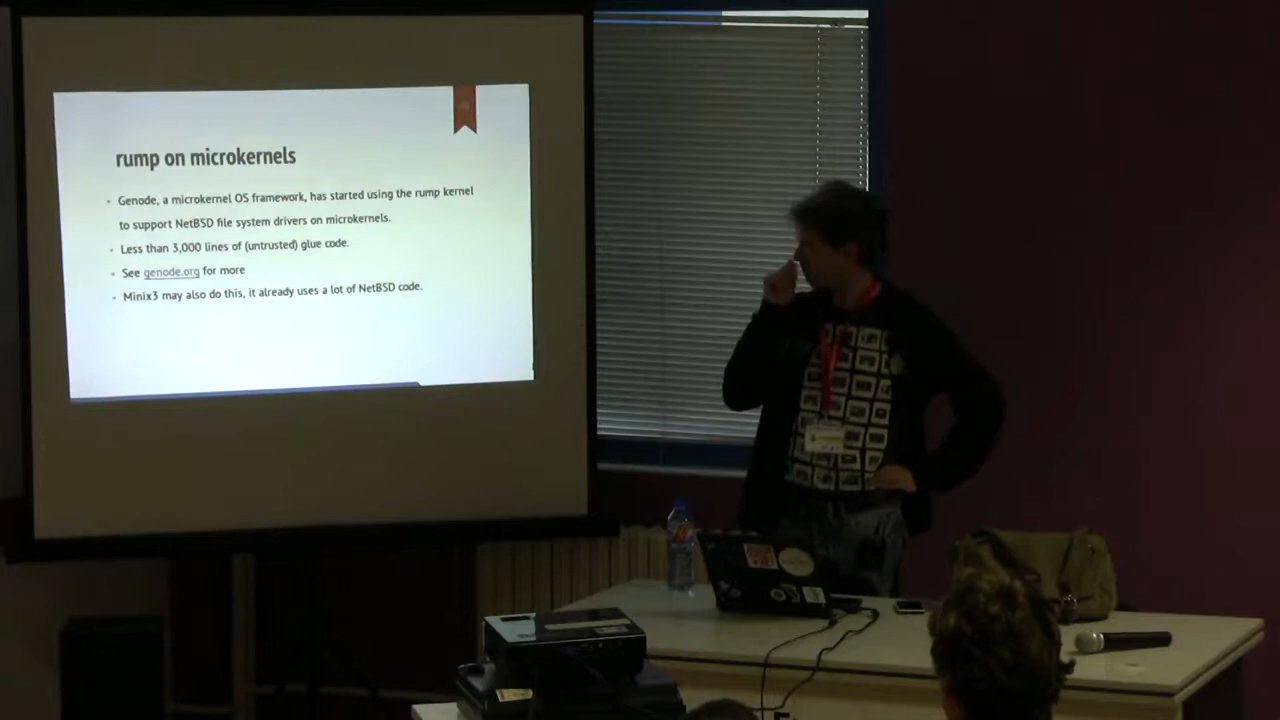 rump on microkernels
Genode, a microkernel OS framework, has started using the rump kernel
to support NetBSD file system drivers on microkernels.
Less than 3,000 lines of (untrusted) glue code.
See genode.org for more
Minix3 may also do this, it already uses a lot of NetBSD code.